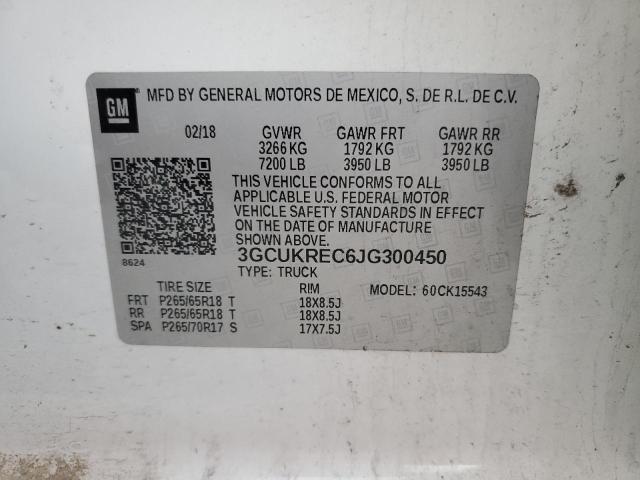 GM MFD BY GENERAL MOTORS DE MEXICO, S. DE R.L. DE C.V.
02/18 GVWR GAWR FRT GAWR RR
3266 KG 1792 KG 1792 KG
7200 LB 3950 LB 3950 LB
THIS VEHICLE CONFORMS TO ALL
APPLICABLE U.S. FEDERAL MOTOR
VEHICLE SAFETY STANDARDS IN EFFECT
ON THE DATE OF MANUFACTURE
SHOWN ABOVE.
8624 3GCUKREC6JG300450
TYPE: TRUCK
TIRE SIZE RIM MODEL: 60CK15543
FRT P265/65R18 T 18X8.5J
RR P265/65R18 T 18X8.5J
SPA P265/70R17 S 17X7.5J